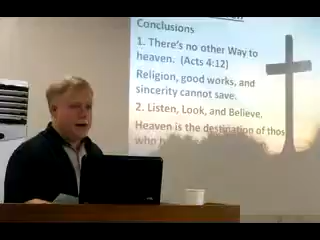 Conclusions
1. There's no other Way to
heaven. (Acts 4:12)
Religion, good works, and
sincerity cannot save.
2. Listen, Look, and Believe.
Heaven is the destination of thos
who